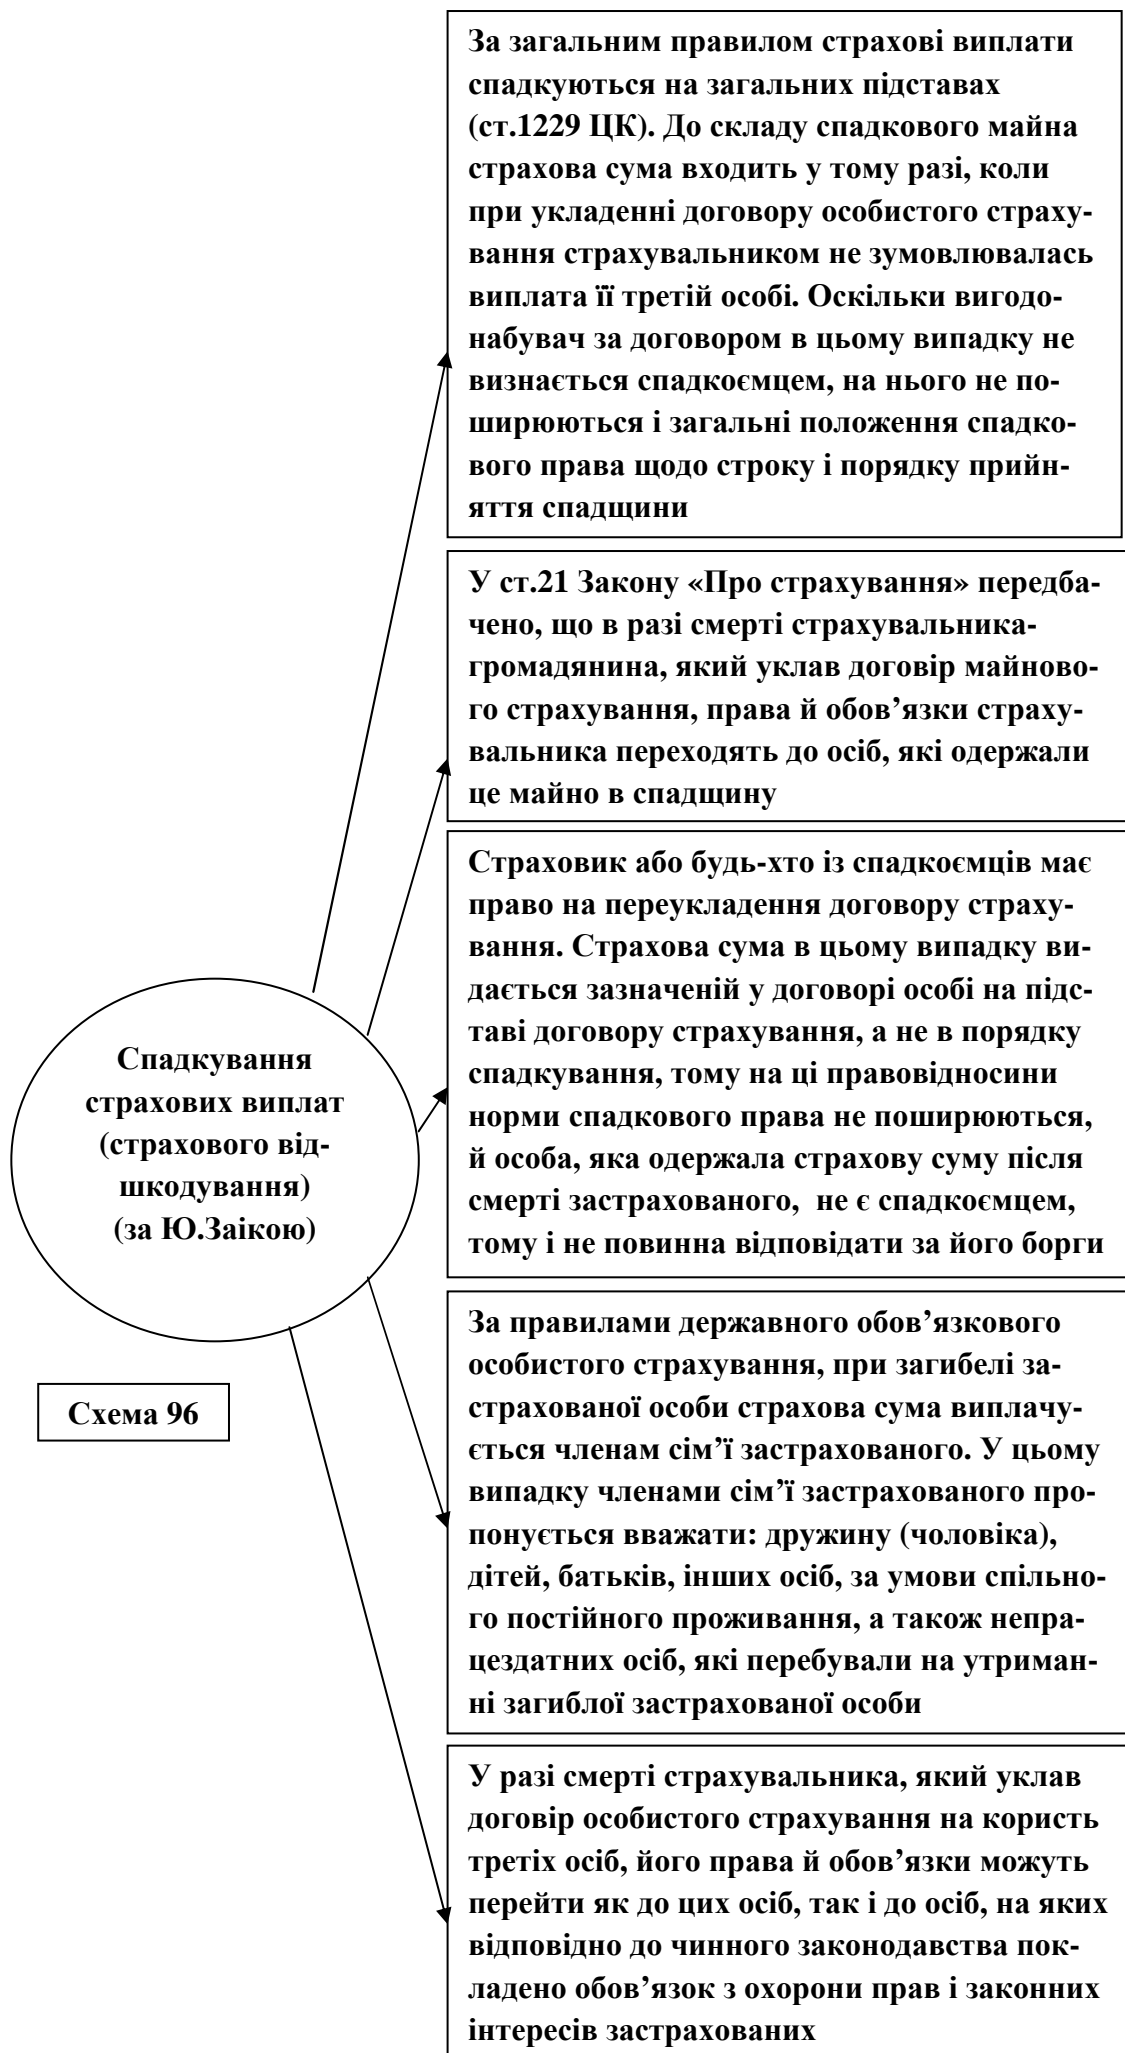 За загальним правилом страхові виплати
спадкуються на загальних підставах
(ст.1229 ЦК). До складу спадкового майна
страхова сума входить у тому разі, коли
при укладенні договору особистого страху-
вання страхувальником не зумовлювалась
виплата її третій особі. Оскільки вигодо-
набувач за договором в цьому випадку не
визнається спадкоємцем, на нього не по-
ширюються і загальні положення спадко-
вого права щодо строку і порядку прийн-
яття спадщини
У ст.21 Закону «Про страхування» передба-
чено, що в разі смерті страхувальника-
громадянина, який уклав договір майново-
го страхування, права й обов’язки страху-
вальника переходять до осіб, які одержали
це майно в спадщину
Страховик або будь-хто із спадкоємців має
право на переукладення договору страху-
вання. Страхова сума в цьому випадку ви-
дається зазначеній у договорі особі на підс-
таві договору страхування, а не в порядку
спадкування, тому на ці правовідносини
норми спадкового права не поширюються,
й особа, яка одержала страхову суму після
смерті застрахованого, не є спадкоємцем,
тому і не повинна відповідати за його борги
Спадкування
страхових виплат
(страхового від-
шкодування)
(за Ю.Заікою)
Схема 96
За правилами державного обов’язкового
особистого страхування, при загибелі за-
страхованої особи страхова сума виплачу-
ється членам сім’ї застрахованого. У цьому
випадку членами сім’ї застрахованого про-
понується вважати: дружину (чоловіка),
дітей, батьків, інших осіб, за умови спільно-
го постійного проживання, а також непра-
цездатних осіб, які перебували на утриман-
ні загиблої застрахованої особи
У разі смерті страхувальника, який уклав
договір особистого страхування на користь
третіх осіб, його права й обов’язки можуть
перейти як до цих осіб, так і до осіб, на яких
відповідно до чинного законодавства пок-
ладено обов’язок з охорони прав і законних
інтересів застрахованих